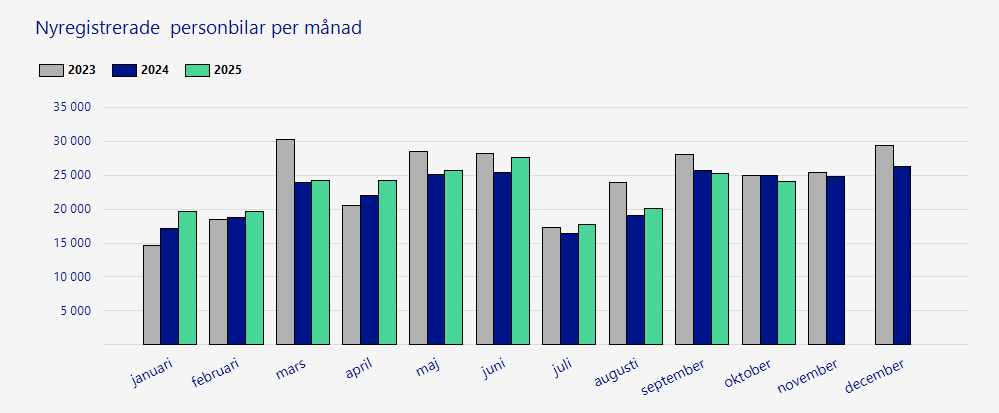 Nyregistrerade  personbilar per månad
2023 2024 2025
35 000
30 000
25 000
20 000
15 000
10 000
5 000
januari februari mars april maj juni juli augusti september oktober november december